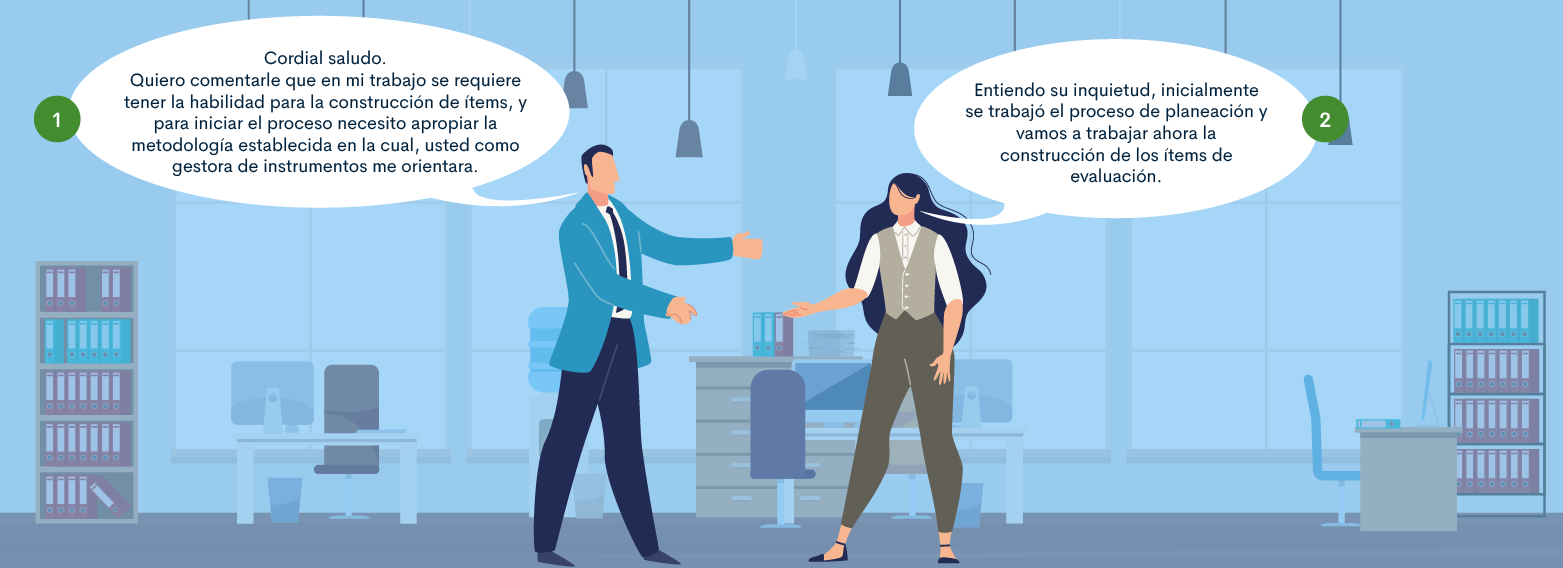 1
Cordial saludo.
Quiero comentarle que en mi trabajo se requiere
tener la habilidad para la construcción de ítems, y
para iniciar el proceso necesito apropiar la
metodología establecida en la cual, usted como
gestora de instrumentos me orientara.
2
Entiendo su inquietud, inicialmente
se trabajó el proceso de planeación y
vamos a trabajar ahora la
construcción de los ítems de
evaluación.